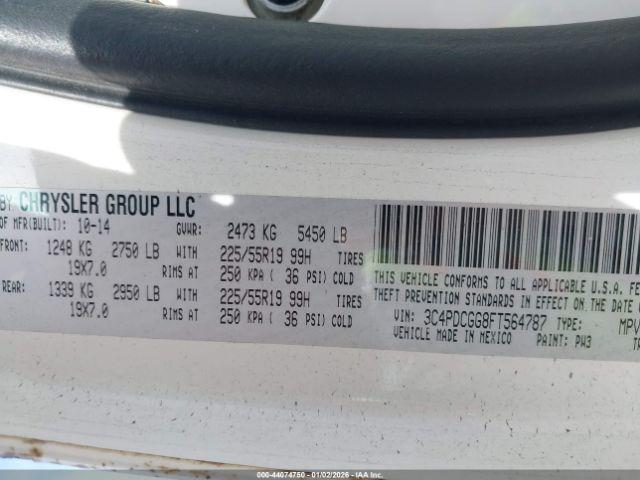 BY CHRYSLER GROUP LLC
OF MFR(BUILT): 10-14 GVWR: 2473 KG 5450 LB
FRONT: 1248 KG 2750 LB WITH 225/55R19 99H TIRES
19X7.0 RIMS AT 250 KPA ( 36 PSI) COLD
REAR: 1339 KG 2950 LB WITH 225/55R19 99H TIRES
19X7.0 RIMS AT 250 KPA ( 36 PSI) COLD
THIS VEHICLE CONFORMS TO ALL APPLICABLE U.S.A. FE
THEFT PREVENTION STANDARDS IN EFFECT ON THE DATE
VIN: 3C4PDCGG8FT564787 TYPE: MPV
VEHICLE MADE IN MEXICO PAINT: PW3
000-44074750 - 01/02/2026 - IAA Inc.